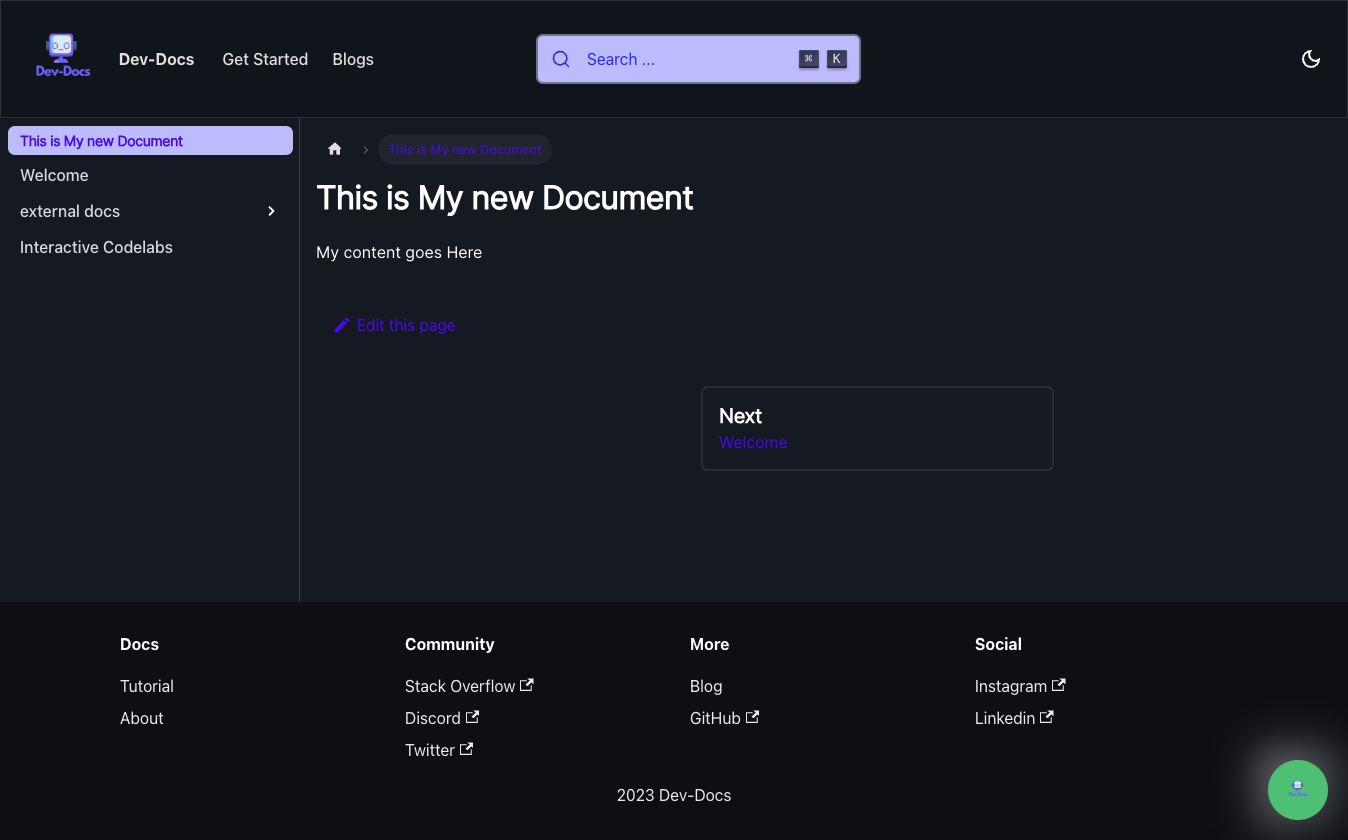 Dev-Docs
Dev-Docs Get Started Blogs
Search ... ⌘ K
This is My new Document
Welcome
external docs
Interactive Codelabs
This is My new Document
This is My new Document
My content goes Here
Edit this page
Next
Welcome
Docs
Tutorial
About
Community
Stack Overflow
Discord
Twitter
More
Blog
GitHub
Social
Instagram
Linkedin
2023 Dev-Docs